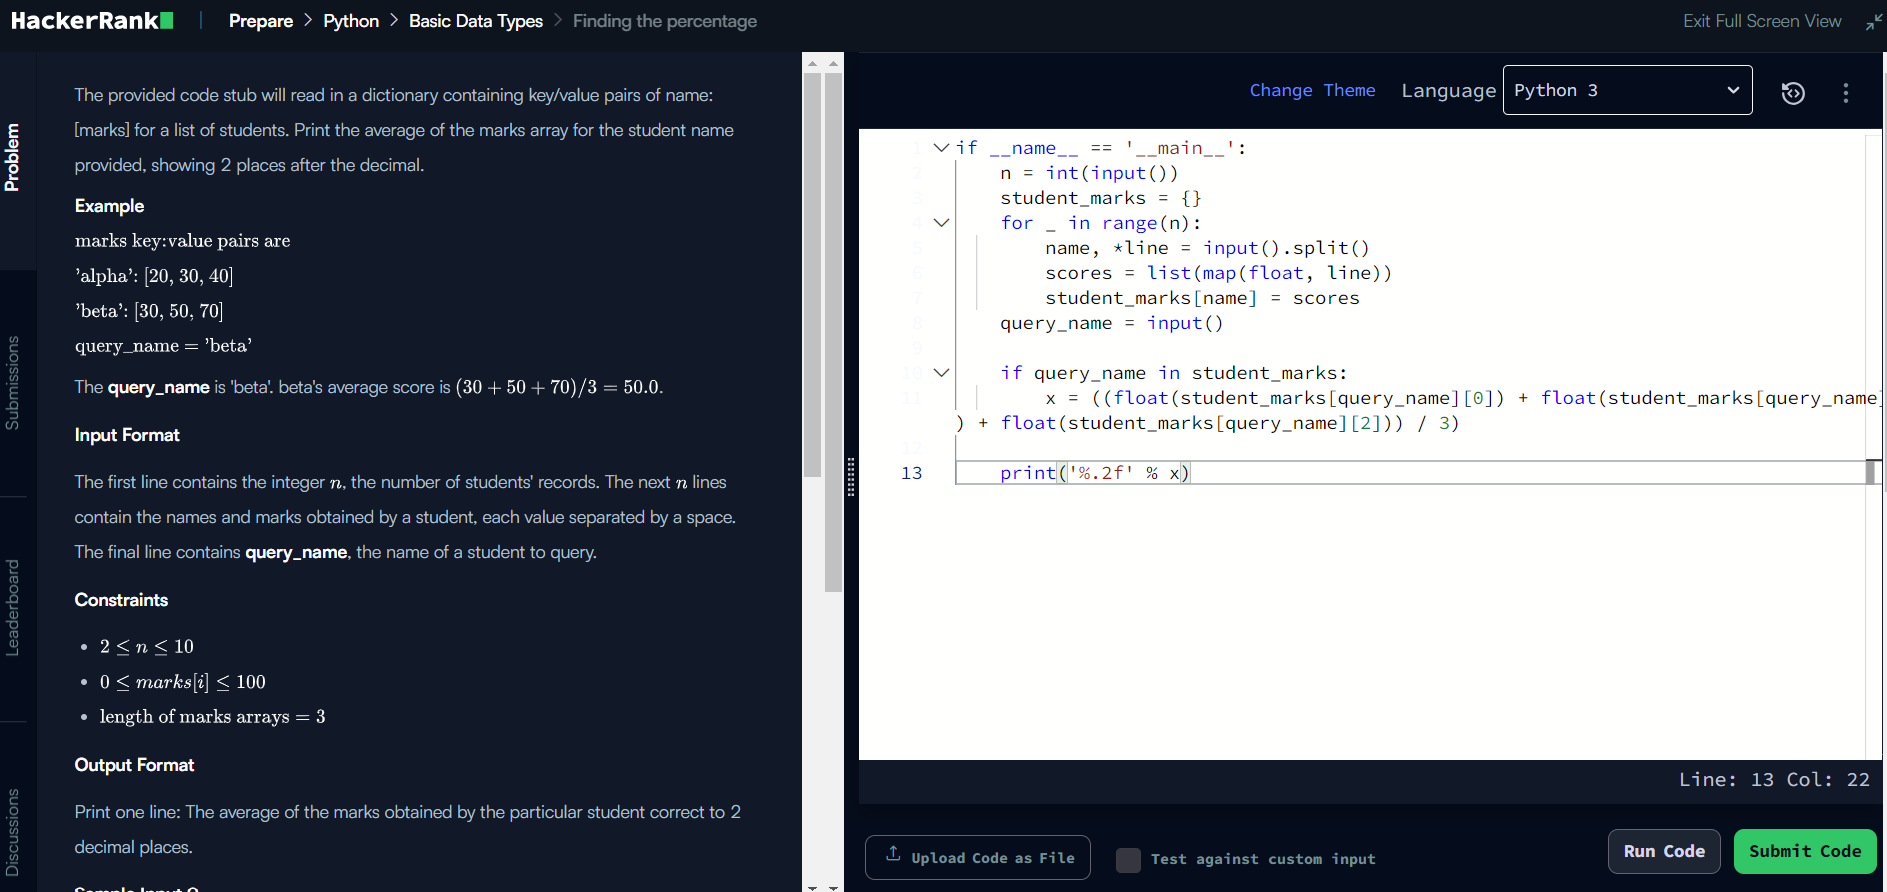 HackerRank
Prepare > Python > Basic Data Types > Finding the percentage
Exit Full Screen View
Problem
Submissions
Leaderboard
Discussions
The provided code stub will read in a dictionary containing key/value pairs of name:
[marks] for a list of students. Print the average of the marks array for the student name
provided, showing 2 places after the decimal.
Example
marks key:value pairs are
'alpha': [20, 30, 40]
'beta': [30, 50, 70]
query_name = 'beta'
The query_name is 'beta'. beta's average score is (30 + 50 + 70)/3 = 50.0.
Input Format
The first line contains the integer n, the number of students' records. The next n lines
contain the names and marks obtained by a student, each value separated by a space.
The final line contains query_name, the name of a student to query.
Constraints
• 2 ≤ n ≤ 10
• 0 ≤ marks[i] ≤ 100
• length of marks arrays = 3
Output Format
Print one line: The average of the marks obtained by the particular student correct to 2
decimal places.
Sample Input 0
Change Theme
Language
Python 3
1 if __name__ == '__main__':
2 n = int(input())
3 student_marks = {}
4 for _ in range(n):
5 name, *line = input().split()
6 scores = list(map(float, line))
7 student_marks[name] = scores
8 query_name = input()
9
10 if query_name in student_marks:
11 x = ((float(student_marks[query_name][0]) + float(student_marks[query_name]
) + float(student_marks[query_name][2])) / 3)
12
13 print('%.2f' % x)
Line: 13 Col: 22
Upload Code as File
Test against custom input
Run Code
Submit Code